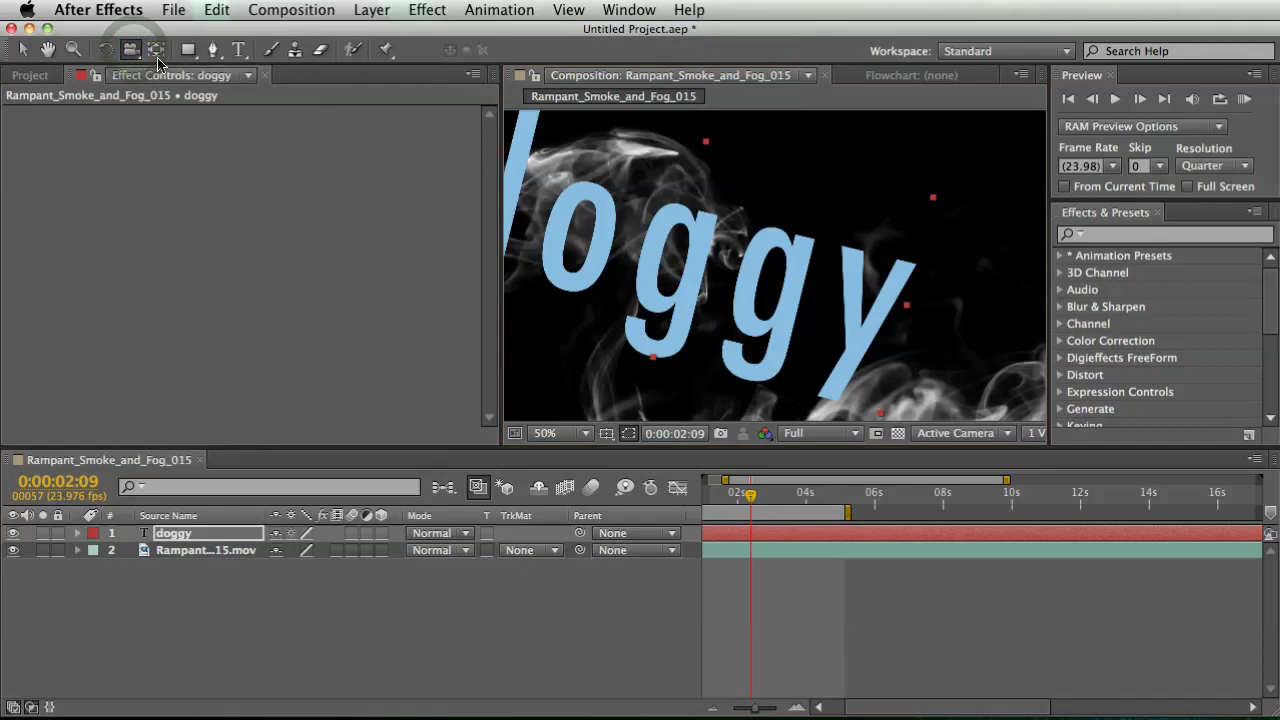 After Effects File Edit Composition Layer Effect Animation View Window Help
Untitled Project.aep *
Workspace: Standard Search Help
Project Effect Controls: doggy Composition: Rampant_Smoke_and_Fog_015 Flowchart: (none) Preview
Rampant_Smoke_and_Fog_015 • doggy
Rampant_Smoke_and_Fog_015
RAM Preview Options
Frame Rate Skip Resolution
(23.98) 0 Quarter
From Current Time Full Screen
Effects & Presets
* Animation Presets
3D Channel
Audio
Blur & Sharpen
Channel
Color Correction
Digieffects FreeForm
Distort
Expression Controls
Generate
Keying
oggy
50% 0:00:02:09 Full Active Camera 1 V
Rampant_Smoke_and_Fog_015
0:00:02:09
00057 (23.976 fps)
02s 04s 06s 08s 10s 12s 14s 16s
# Source Name Mode T TrkMat Parent
1 T doggy Normal None
2 Rampant...15.mov Normal None None